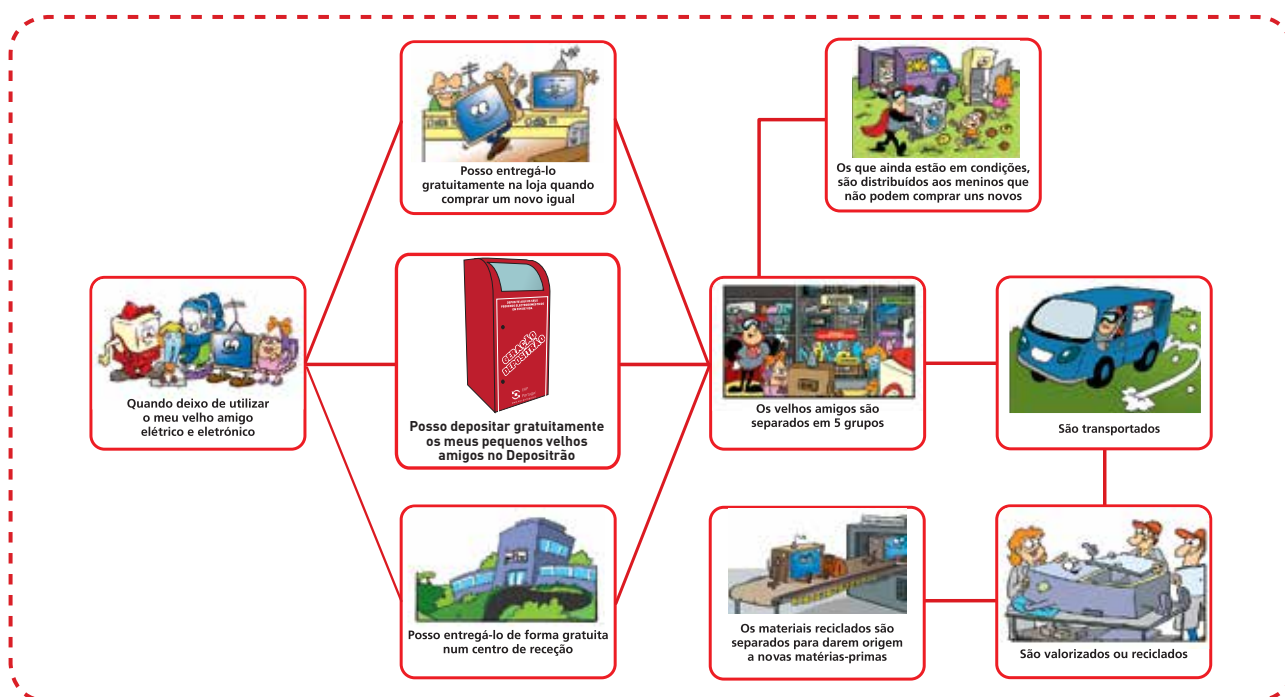 Posso entregá-lo
gratuitamente na loja quando
comprar um novo igual
ONG
Os que ainda estão em condições,
são distribuídos aos meninos que
não podem comprar uns novos
Quando deixo de utilizar
o meu velho amigo
elétrico e eletrónico
GERAÇÃO
DEPOSITRÃO
Posso depositar gratuitamente
os meus pequenos velhos
amigos no Depositrão
Os velhos amigos são
separados em 5 grupos
São transportados
Posso entregá-lo de forma gratuita
num centro de receção
Os materiais reciclados são
separados para darem origem
a novas matérias-primas
São valorizados ou reciclados